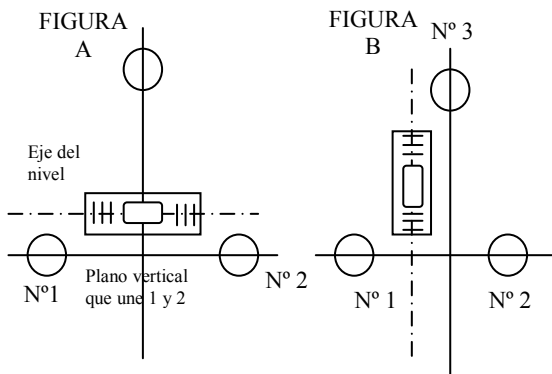 FIGURA
A
Eje del
nivel
Nº1
Plano vertical
que une 1 y 2
Nº 2
FIGURA
B
Nº 3
Nº 1
Nº 2